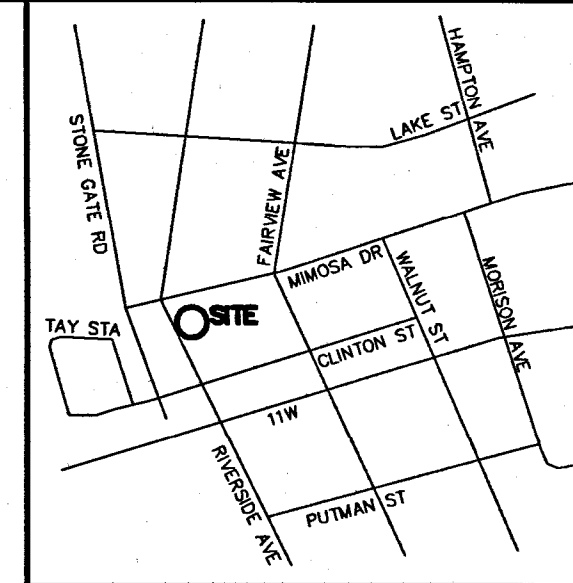 HAMPTON AVE
LAKE ST
STONE GATE RD
FAIRVIEW AVE
MIMOSA DR
WALNUT ST
MORISON AVE
SITE
TAY STA
CLINTON ST
11W
RIVERSIDE AVE
PUTMAN ST